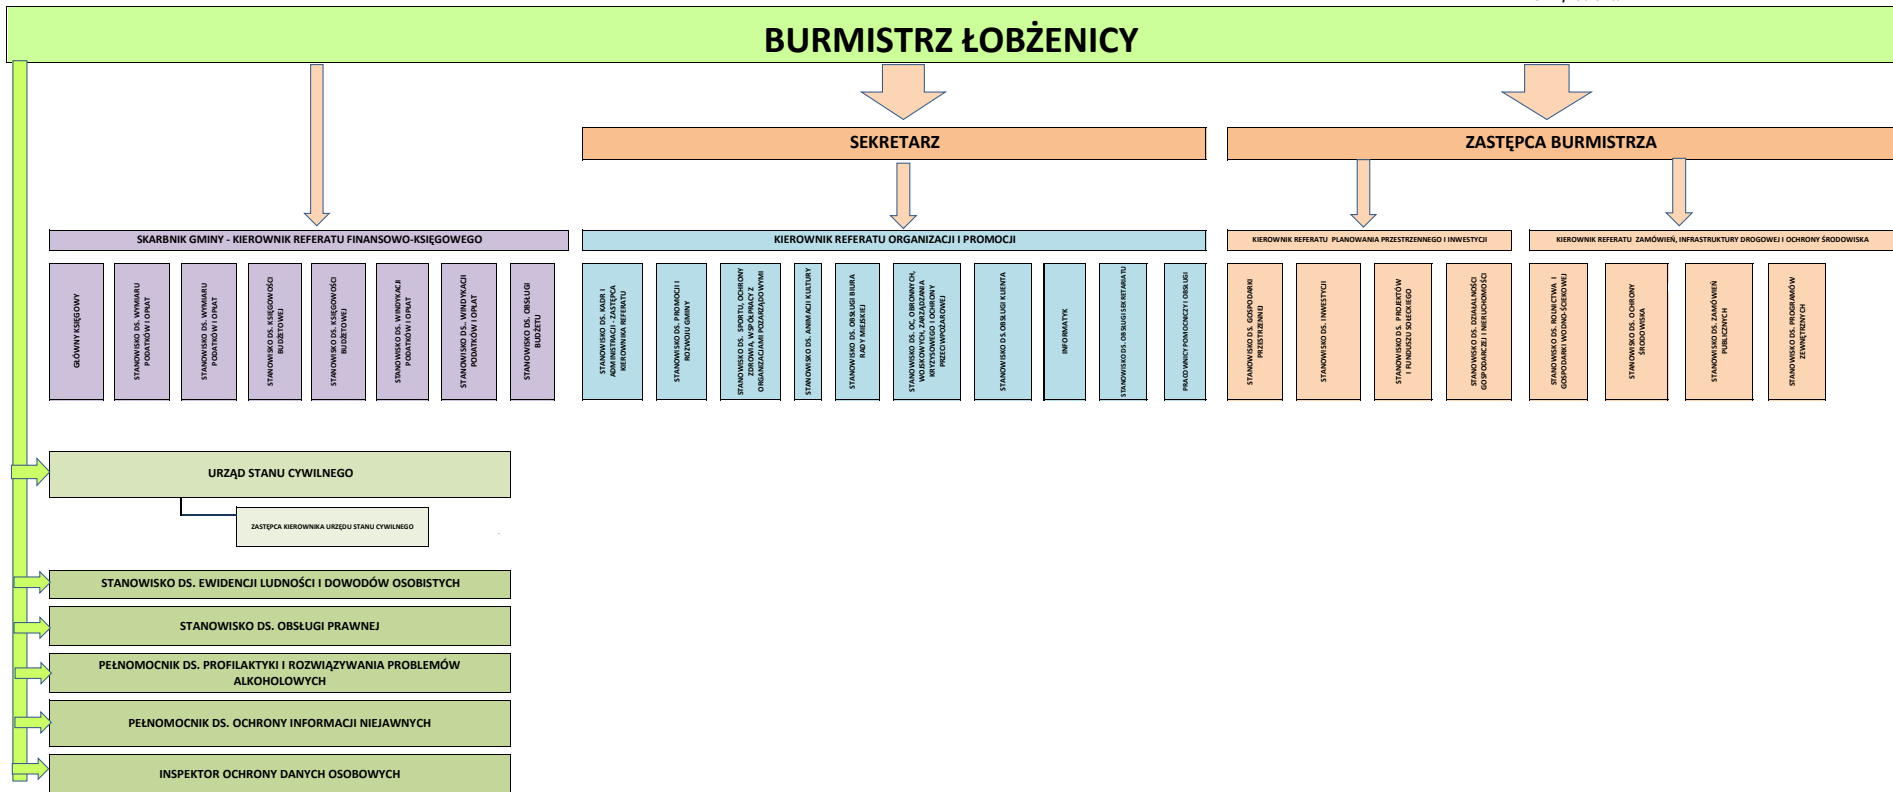 BURMISTRZ ŁOBŻENICY
SEKRETARZ
ZASTĘPCA BURMISTRZA
SKARBNIK GMINY - KIEROWNIK REFERATU FINANSOWO-KSIĘGOWEGO
KIEROWNIK REFERATU ORGANIZACJI I PROMOCJI
KIEROWNIK REFERATU PLANOWANIA PRZESTRZENNEGO I INWESTYCJI
KIEROWNIK REFERATU ZAMÓWIEŃ, INFRASTRUKTURY DROGOWEJ I OCHRONY ŚRODOWISKA
GŁÓWNY KSIĘGOWY
STANOWISKO DS. WYMIARU
PODATKÓW I OPŁAT
STANOWISKO DS. WYMIARU
PODATKÓW I OPŁAT
STANOWISKO DS. KSIĘGOWOŚCI
BUDŻETOWEJ
STANOWISKO DS. KSIĘGOWOŚCI
BUDŻETOWEJ
STANOWISKO DS. WINDYKACJI
PODATKÓW I OPŁAT
STANOWISKO DS. WINDYKACJI
PODATKÓW I OPŁAT
STANOWISKO DS. OBSŁUGI
BUDŻETU
STANOWISKO DS. KADR I
ADMINISTRACJI - ZASTĘPCA
KIEROWNIKA REFERATU
STANOWISKO DS. PROMOCJI I
ROZWOJU GMINY
STANOWISKO DS. SPORTU, OCHRONY
ZDROWIA, WSPÓŁPRACY Z
ORGANIZACJAMI POZARZĄDOWYMI
STANOWISKO DS. ANIMACJI KULTURY
STANOWISKO DS. OBSŁUGI BIURA
RADY MIEJSKIEJ
STANOWISKO DS. OC, OBRONNYCH,
WOJSKOWYCH, ZARZĄDZANIA
KRYZYSOWEGO I OCHRONY
PRZECIWPOŻAROWEJ
STANOWISKO DS. OBSŁUGI KLIENTA
INFORMATYK
STANOWISKO DS. OBSŁUGI SEKRETARIATU
PRACOWNICY POMOCNICZY I OBSŁUGI
STANOWISKO DS. GOSPODARKI
PRZESTRZENNEJ
STANOWISKO DS. INWESTYCJI
STANOWISKO DS. PROJEKTÓW
I FUNDUSZU SOŁECKIEGO
STANOWISKO DS. DZIAŁALNOŚCI
GOSPODARCZEJ I NIERUCHOMOŚCI
STANOWISKO DS. ROLNICTWA I
GOSPODARKI WODNO-ŚCIEKOWEJ
STANOWISKO DS. OCHRONY
ŚRODOWISKA
STANOWISKO DS. ZAMÓWIEŃ
PUBLICZNYCH
STANOWISKO DS. PROGRAMÓW
ZEWNĘTRZNYCH
URZĄD STANU CYWILNEGO
ZASTĘPCA KIEROWNIKA URZĘDU STANU CYWILNEGO
STANOWISKO DS. EWIDENCJI LUDNOŚCI I DOWODÓW OSOBISTYCH
STANOWISKO DS. OBSŁUGI PRAWNEJ
PEŁNOMOCNIK DS. PROFILAKTYKI I ROZWIĄZYWANIA PROBLEMÓW
ALKOHOLOWYCH
PEŁNOMOCNIK DS. OCHRONY INFORMACJI NIEJAWNYCH
INSPEKTOR OCHRONY DANYCH OSOBOWYCH